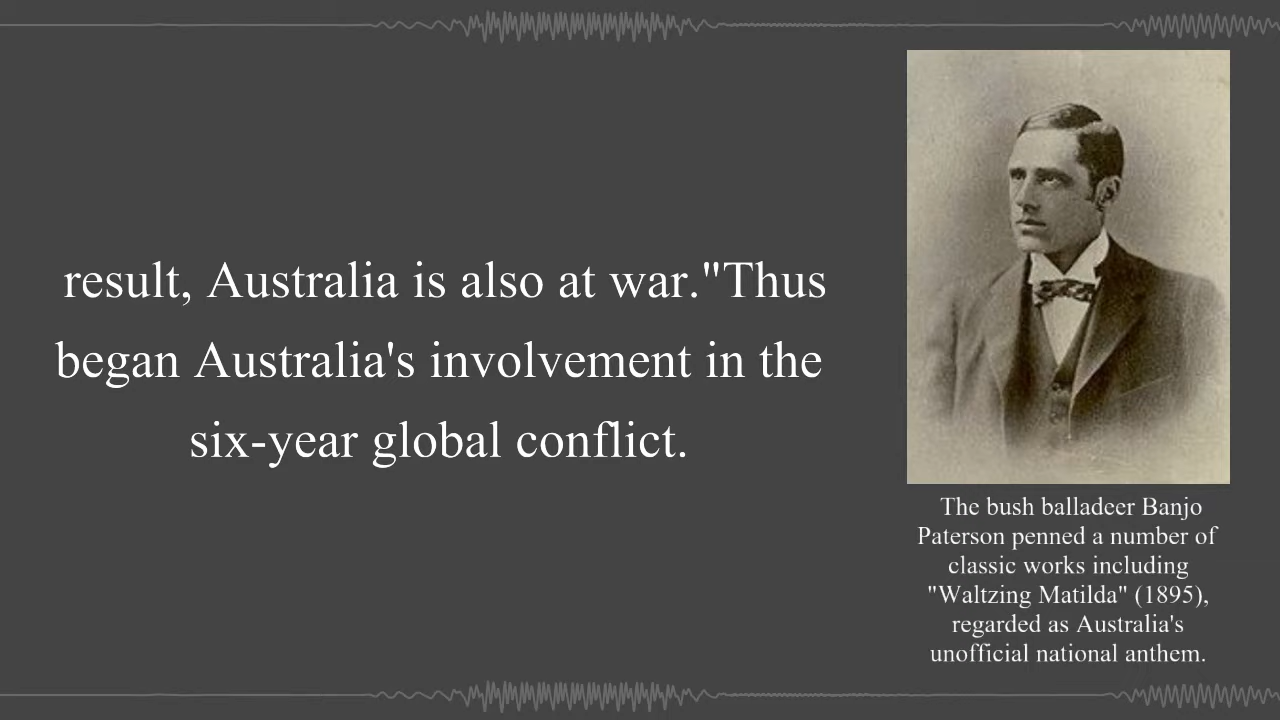 result, Australia is also at war."Thus
began Australia's involvement in the
six-year global conflict.
The bush balladeer Banjo
Paterson penned a number of
classic works including
"Waltzing Matilda" (1895),
regarded as Australia's
unofficial national anthem.